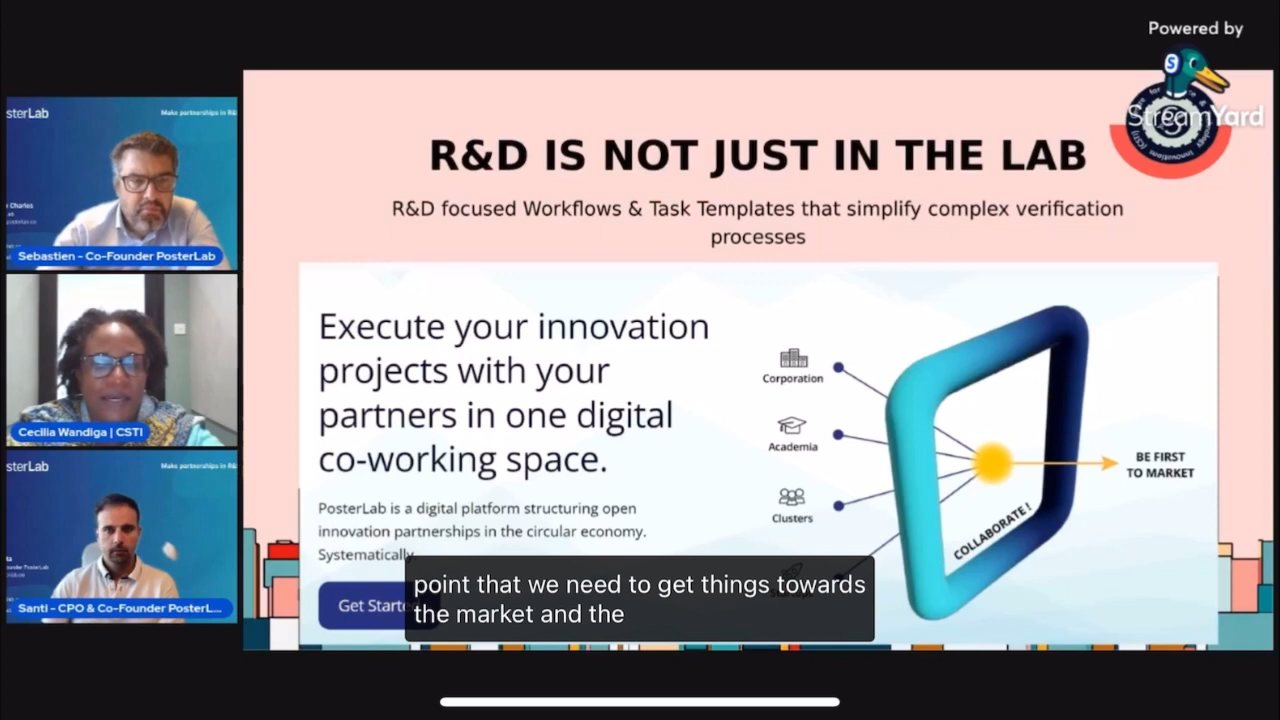 Powered by
StreamYard
sterLab
Make partnerships in R&
Charles
Sebastien - Co-Founder PosterLab
Cecilia Wandiga | CSTI
sterLab
Make partnerships in R&
Santi - CPO & Co-Founder PosterL...
R&D IS NOT JUST IN THE LAB
R&D focused Workflows & Task Templates that simplify complex verification
processes
Execute your innovation
projects with your
partners in one digital
co-working space.
PosterLab is a digital platform structuring open
innovation partnerships in the circular economy.
Systematically
Get Starte
Corporation
Academia
Clusters
COLLABORATE !
BE FIRST
TO MARKET
point that we need to get things towards
the market and the